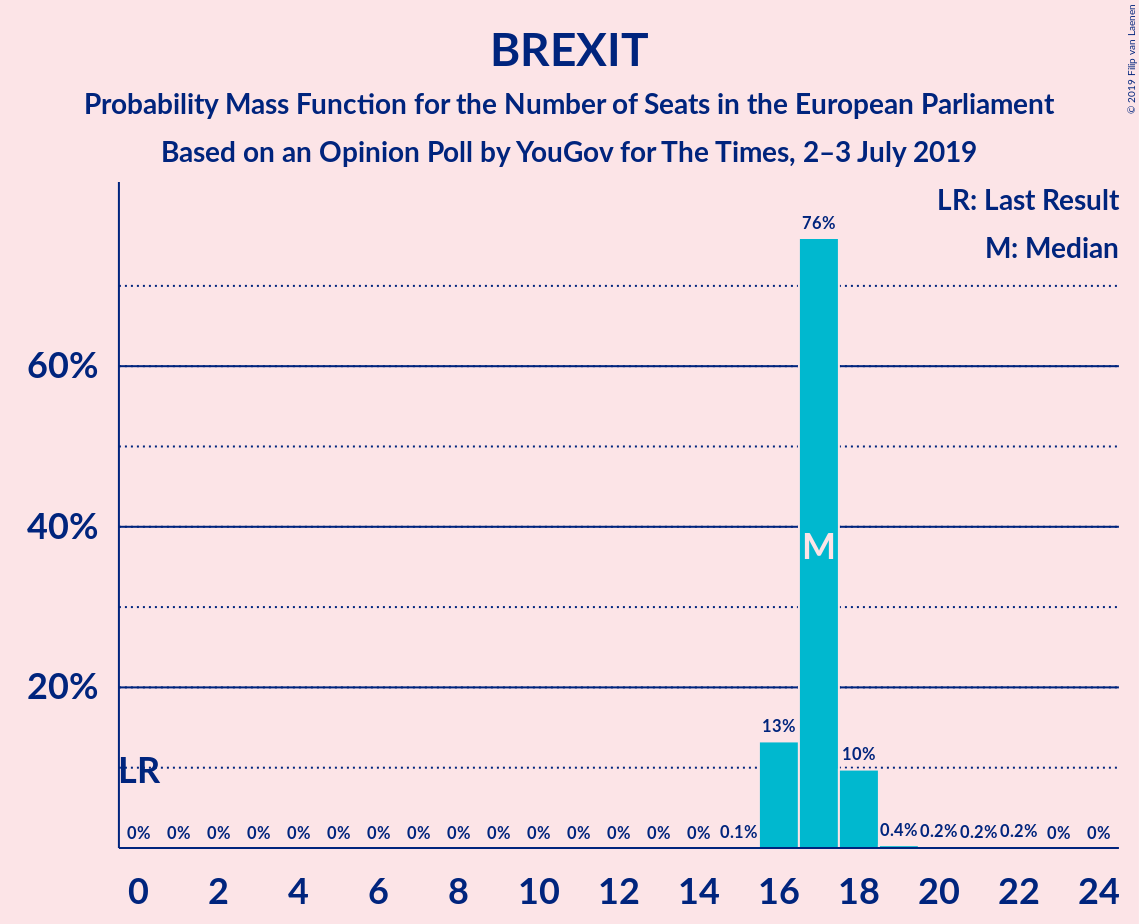 BREXIT
Probability Mass Function for the Number of Seats in the European Parliament
Based on an Opinion Poll by YouGov for The Times, 2–3 July 2019
© 2019 Filip van Laenen
LR: Last Result
M: Median
76%
60%
40%
M
20%
13%
10%
LR
0% 0% 0% 0% 0% 0% 0% 0% 0% 0% 0% 0% 0% 0% 0% 0.1% 0.4% 0.2% 0.2% 0.2% 0% 0%
0 2 4 6 8 10 12 14 16 18 20 22 24